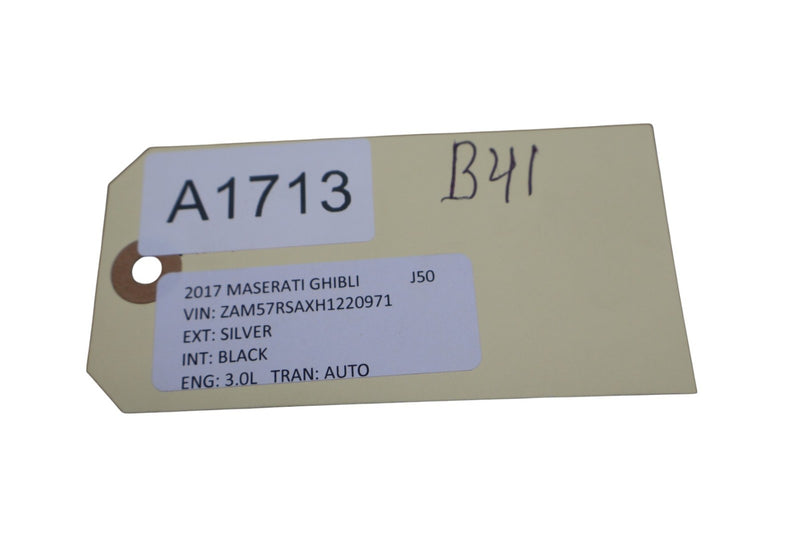 A1713
B41
2017 MASERATI GHIBLI J50
VIN: ZAM57RSAXH1220971
EXT: SILVER
INT: BLACK
ENG: 3.0L TRAN: AUTO